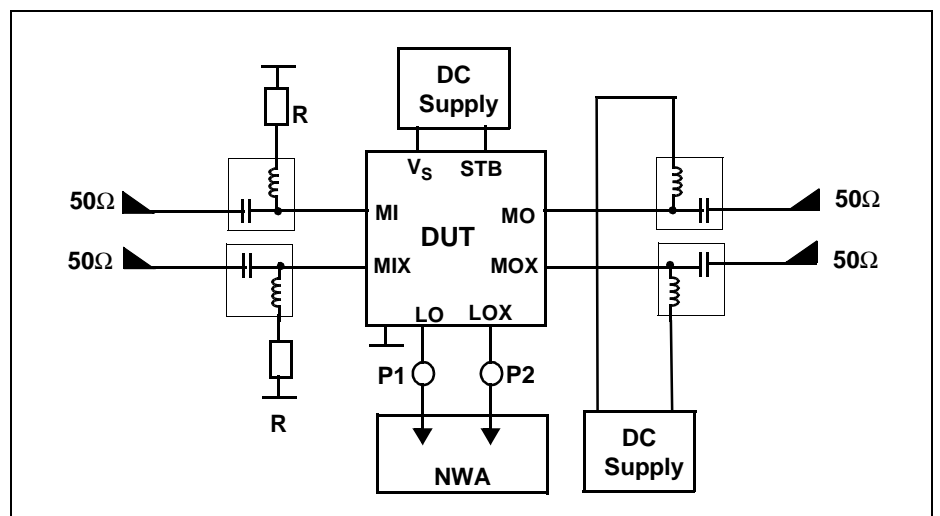 DC
Supply
R
V_S STB
50Ω
MI
MO
50Ω
DUT
50Ω
MIX
MOX
50Ω
LO LOX
P1
P2
R
NWA
DC
Supply